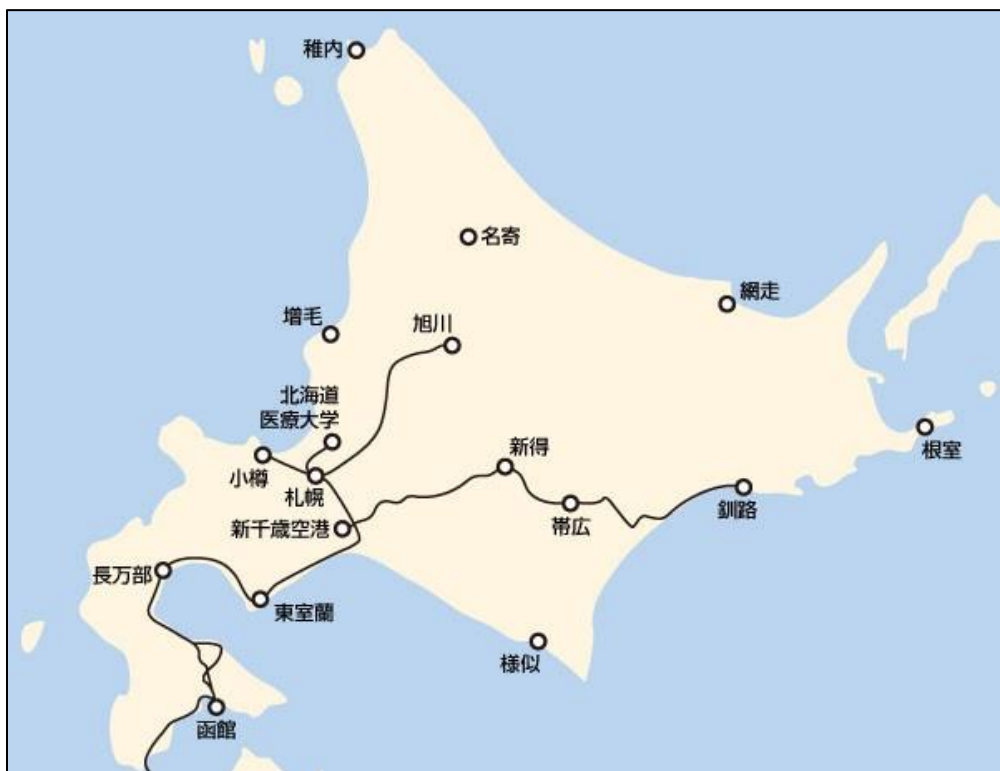 稚内
名寄
網走
増毛
旭川
北海道
医療大学
新得
根室
小樽
札幌
釧路
新千歳空港
帯広
長万部
東室蘭
様似
函館